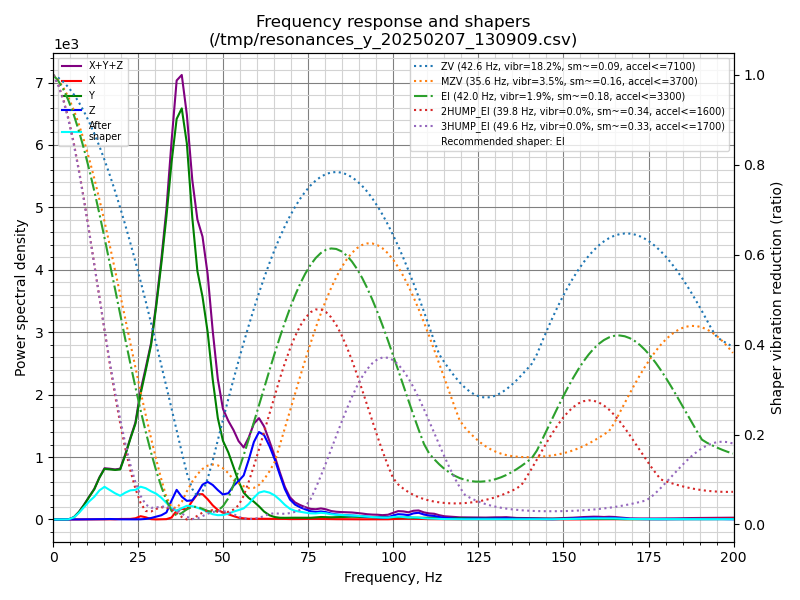 Frequency response and shapers
(/tmp/resonances_y_20250207_130909.csv)
1e3
X+Y+Z
X
Y
Z
After
shaper
ZV (42.6 Hz, vibr=18.2%, sm~=0.09, accel<=7100)
MZV (35.6 Hz, vibr=3.5%, sm~=0.16, accel<=3700)
EI (42.0 Hz, vibr=1.9%, sm~=0.18, accel<=3300)
2HUMP_EI (39.8 Hz, vibr=0.0%, sm~=0.34, accel<=1600)
3HUMP_EI (49.6 Hz, vibr=0.0%, sm~=0.33, accel<=1700)
Recommended shaper: EI
7
6
5
4
3
2
1
0
Power spectral density
1.0
0.8
0.6
0.4
0.2
0.0
Shaper vibration reduction (ratio)
0 25 50 75 100 125 150 175 200
Frequency, Hz